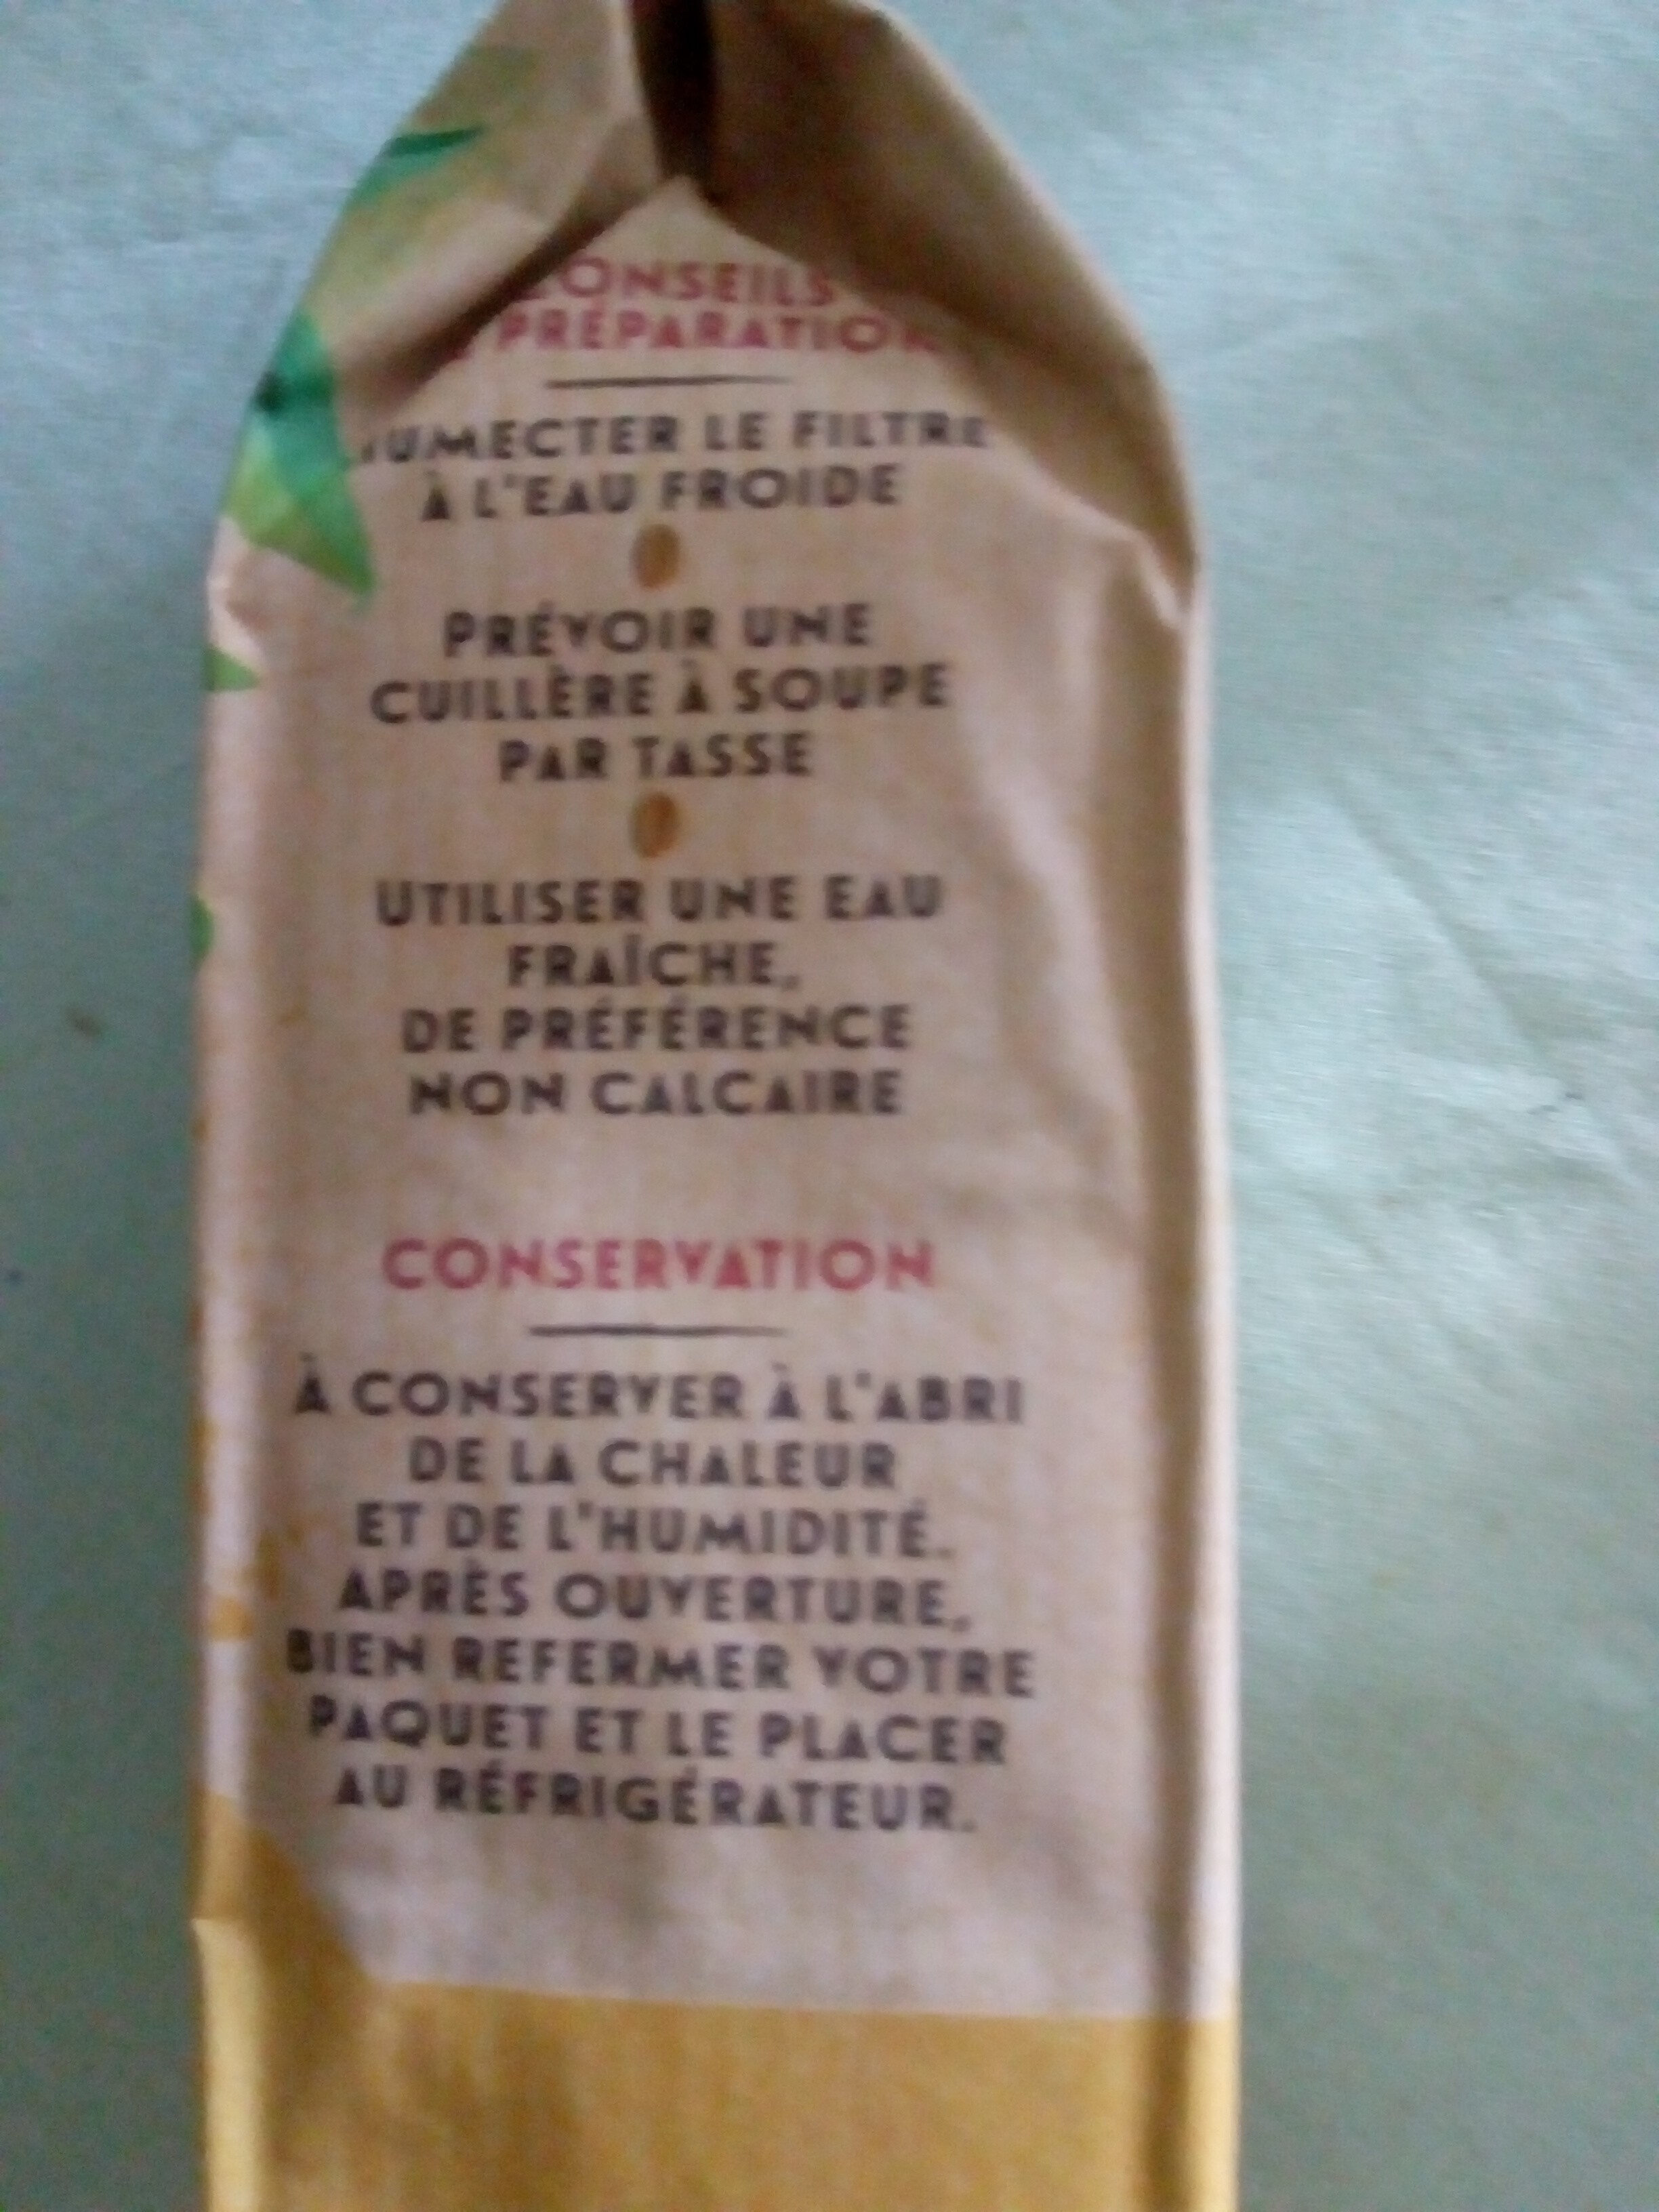 CONSEILS
PRÉPARATION
HUMECTER LE FILTRE
À L'EAU FROIDE
PRÉVOIR UNE
CUILLÈRE À SOUPE
PAR TASSE
UTILISER UNE EAU
FRAÎCHE,
DE PRÉFÉRENCE
NON CALCAIRE
CONSERVATION
À CONSERVER À L'ABRI
DE LA CHALEUR
ET DE L'HUMIDITÉ.
APRÈS OUVERTURE,
BIEN REFERMER VOTRE
PAQUET ET LE PLACER
AU RÉFRIGÉRATEUR.